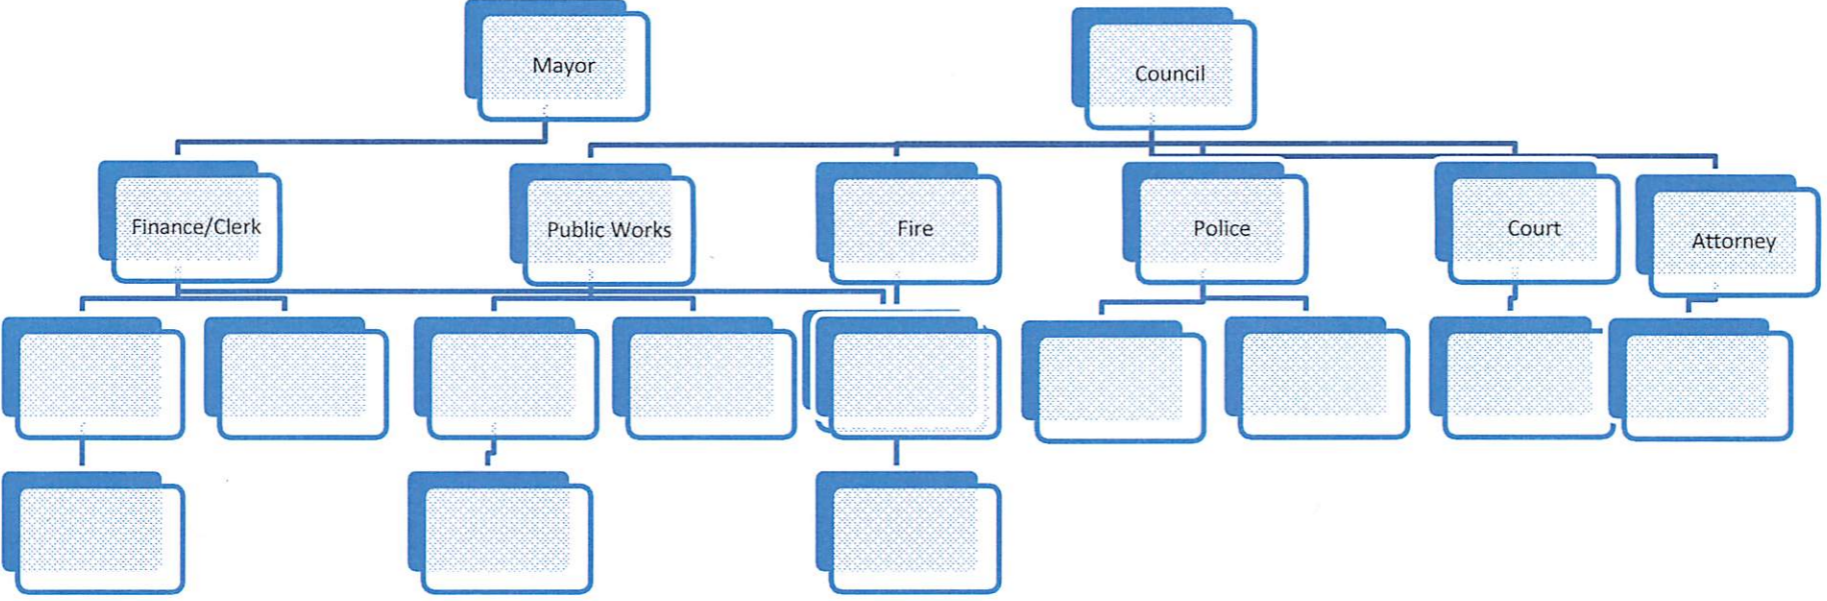 Mayor
Council
Finance/Clerk
Public Works
Fire
Police
Court
Attorney